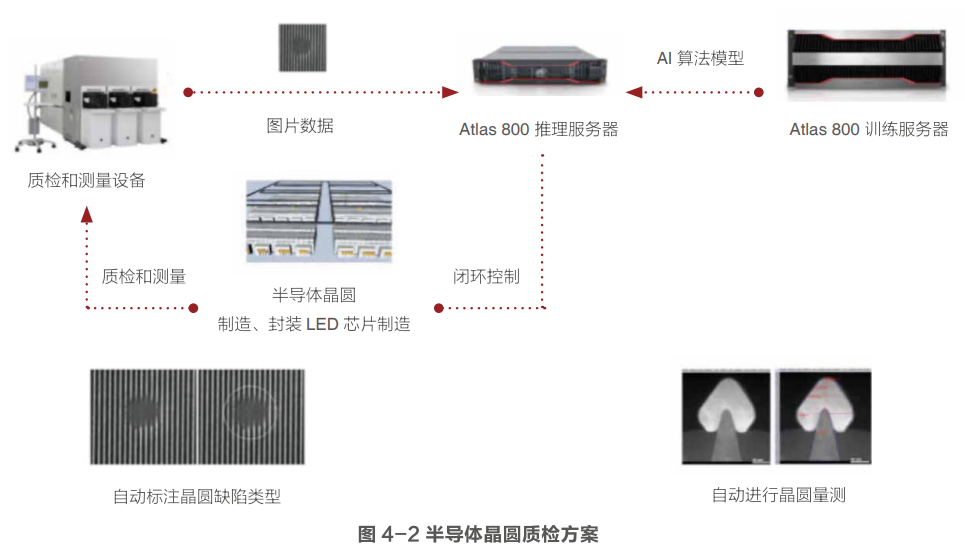 AI 算法模型
图片数据
Atlas 800 推理服务器
Atlas 800 训练服务器
质检和测量设备
质检和测量
闭环控制
半导体晶圆
制造、封装 LED 芯片制造
自动标注晶圆缺陷类型
自动进行晶圆量测
图 4-2 半导体晶圆质检方案